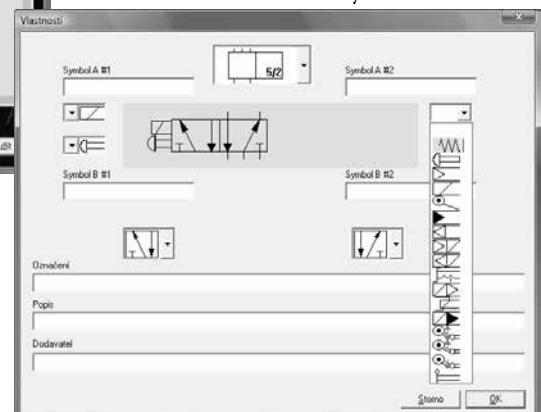 Vlastnosti
5/2
Symbol A #1
Symbol A #2
Symbol B #1
Symbol B #2
Označení
Popis
Dodavatel
Storno
OK